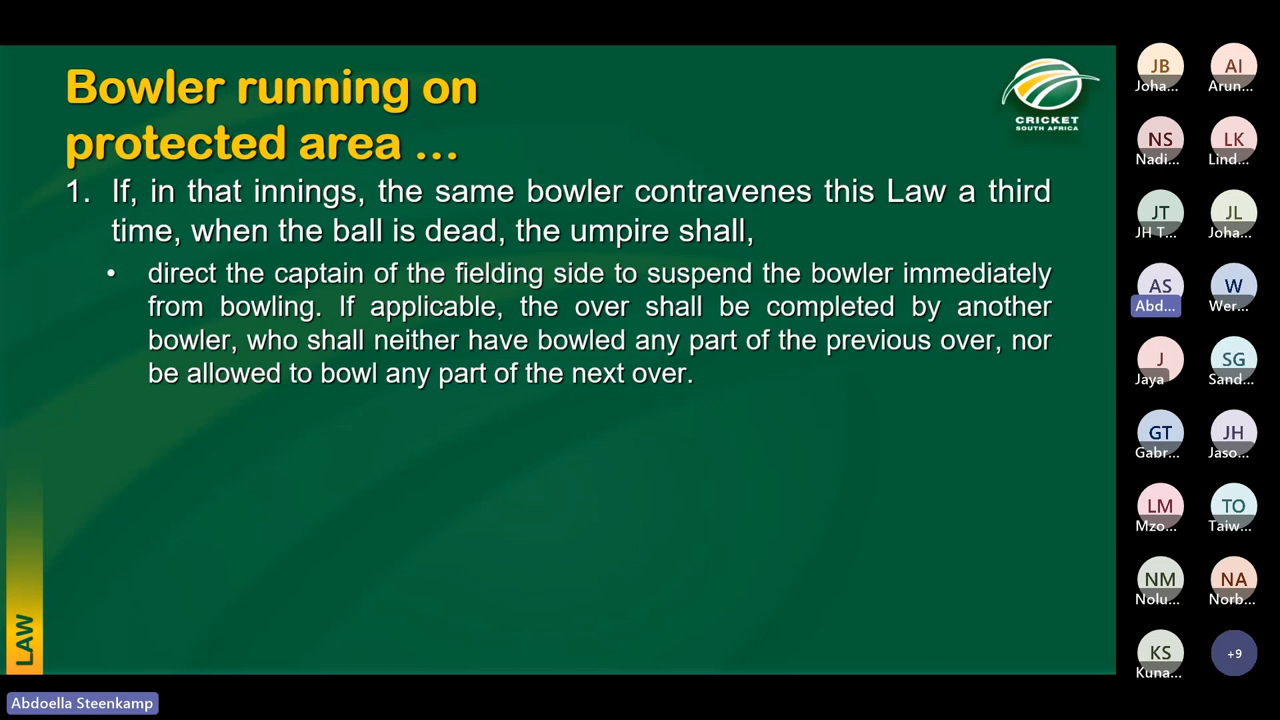 Bowler running on
protected area ...
CRICKET
SOUTH AFRICA
1. If, in that innings, the same bowler contravenes this Law a third
time, when the ball is dead, the umpire shall,
• direct the captain of the fielding side to suspend the bowler immediately
from bowling. If applicable, the over shall be completed by another
bowler, who shall neither have bowled any part of the previous over, nor
be allowed to bowl any part of the next over.
LAW
Abdoella Steenkamp
JB AI
Joha... Arun...
NS LK
Nadi... Lind...
JT JL
JH T... Joha...
AS W
Abd... Wer...
J SG
Jaya Sand...
GT JH
Gabr... Jaso...
LM TO
Mzo... Taiw...
NM NA
Nolu... Norb...
KS +9
Kuna...